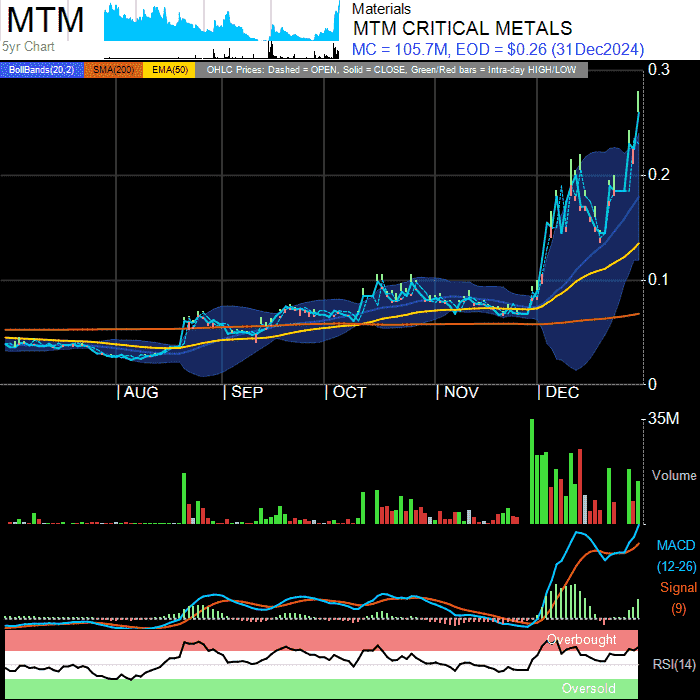 MTM
5yr Chart
Materials
MTM CRITICAL METALS
MC = 105.7M, EOD = $0.26 (31Dec2024)
BollBands(20,2) SMA(200) EMA(50) OHLC Prices: Dashed = OPEN, Solid = CLOSE, Green/Red bars = Intra-day HIGH/LOW
0.3
0.2
0.1
0
AUG SEP OCT NOV DEC
35M
Volume
MACD
(12-26)
Signal
(9)
Overbought
RSI(14)
Oversold